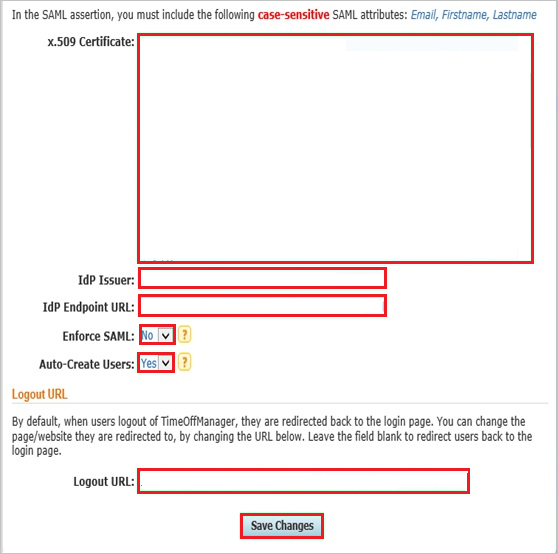 In the SAML assertion, you must include the following case-sensitive SAML attributes: Email, Firstname, Lastname
x.509 Certificate:
IdP Issuer:
IdP Endpoint URL:
Enforce SAML: No ?
Auto-Create Users: Yes ?
Logout URL
By default, when users logout of TimeOffManager, they are redirected back to the login page. You can change the
page/website they are redirected to, by changing the URL below. Leave the field blank to redirect users back to the
login page.
Logout URL:
Save Changes